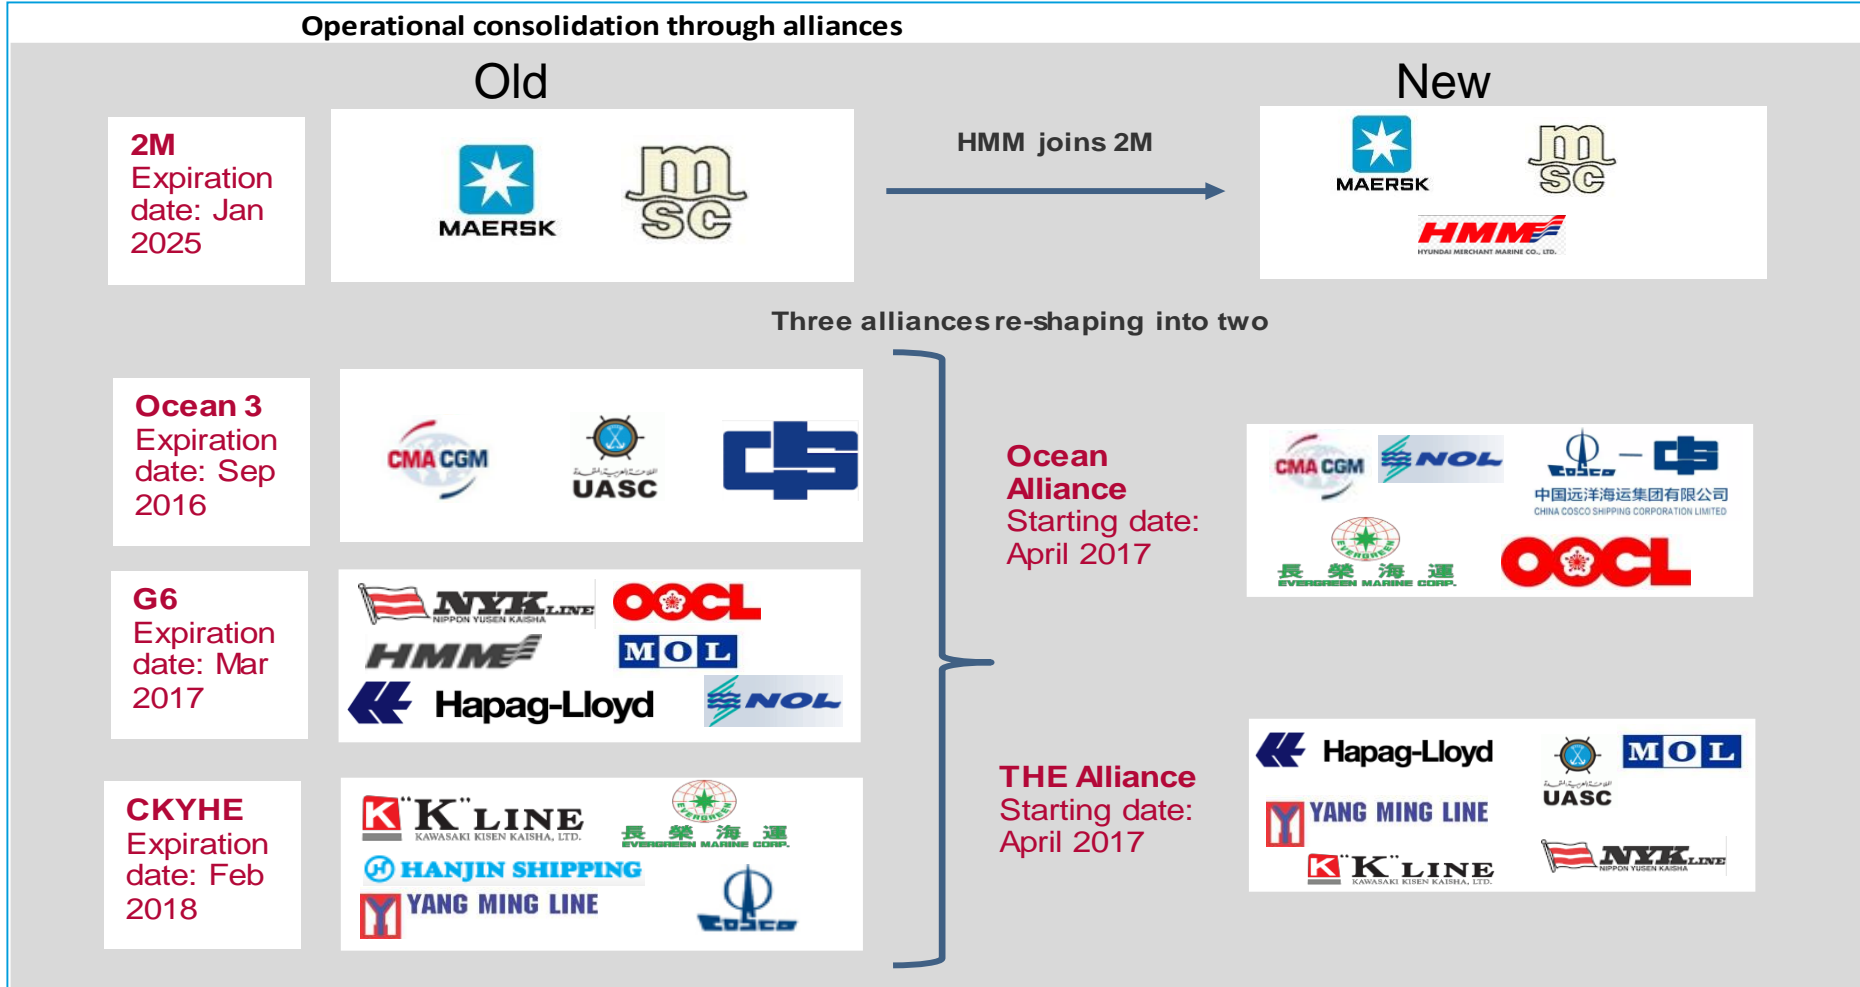 Operational consolidation through alliances
Old
New
2M
Expiration
date: Jan
2025
MAERSK
msc
HMM joins 2M
MAERSK
msc
HMM
HYUNDAI MERCHANT MARINE CO., LTD.
Three alliances re-shaping into two
Ocean 3
Expiration
date: Sep
2016
CMA CGM
UASC
G6
Expiration
date: Mar
2017
NYK LINE
NIPPON YUSEN KAISHA
OOCL
HMM
MOL
Hapag-Lloyd
NOL
CKYHE
Expiration
date: Feb
2018
K "K" LINE
KAWASAKI KISEN KAISHA, LTD.
EVERGREEN
長榮海運
EVERGREEN MARINE CORP.
H HANJIN SHIPPING
YANG MING LINE
COSCO
Ocean
Alliance
Starting date:
April 2017
CMA CGM
NOL
COSCO
中国远洋海运集团有限公司
CHINA COSCO SHIPPING CORPORATION LIMITED
EVERGREEN
長榮海運
EVERGREEN MARINE CORP.
OOCL
THE Alliance
Starting date:
April 2017
Hapag-Lloyd
UASC
MOL
YANG MING LINE
K "K" LINE
KAWASAKI KISEN KAISHA, LTD.
NYK LINE
NIPPON YUSEN KAISHA